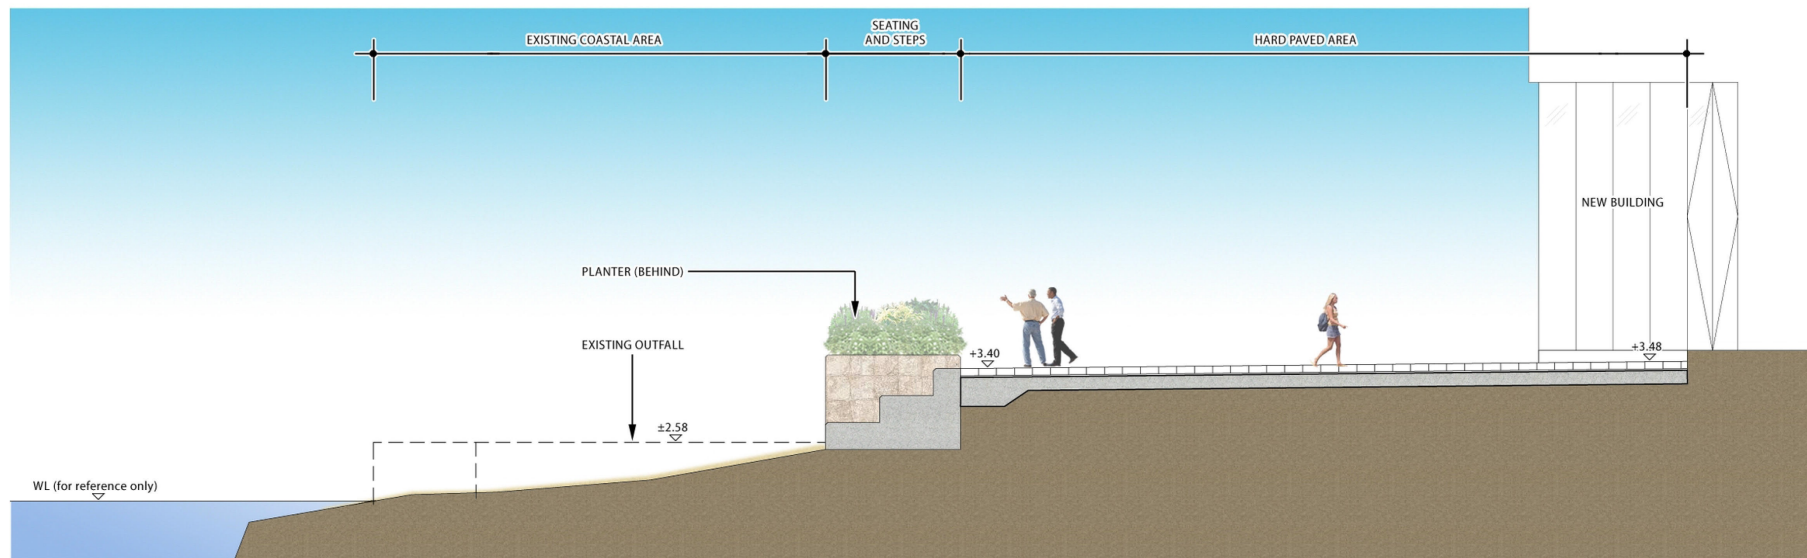 EXISTING COASTAL AREA
SEATING
AND STEPS
HARD PAVED AREA
NEW BUILDING
PLANTER (BEHIND)
EXISTING OUTFALL
+3.40
+3.48
±2.58
WL (for reference only)